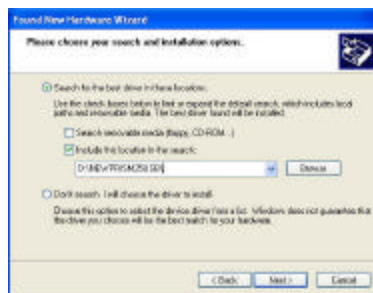 Found New Hardware Wizard
Please choose your search and installation options.
Search for the best driver in these locations.
Use the check boxes below to limit or expand the default search, which includes local
paths and removable media. The best driver found will be installed.
Search removable media (floppy, CD-ROM...)
Include this location in the search:
Browse
Don't search. I will choose the driver to install.
Choose this option to select the device driver from a list. Windows does not guarantee that
the driver you choose will be the best match for your hardware.
< Back
Next >
Cancel